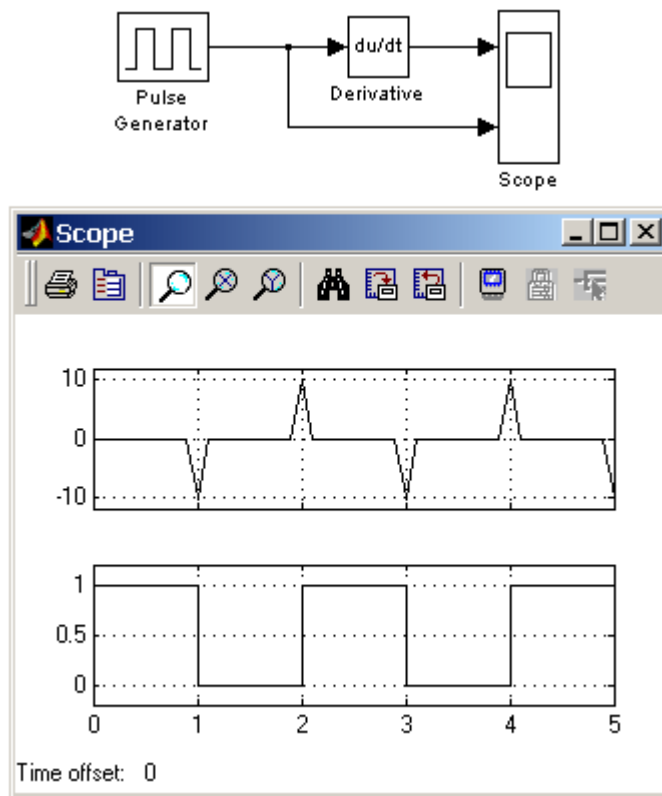 du/dt
Pulse
Generator
Derivative
Scope
Scope
10
0
-10
1
0.5
0
0 1 2 3 4 5
Time offset: 0